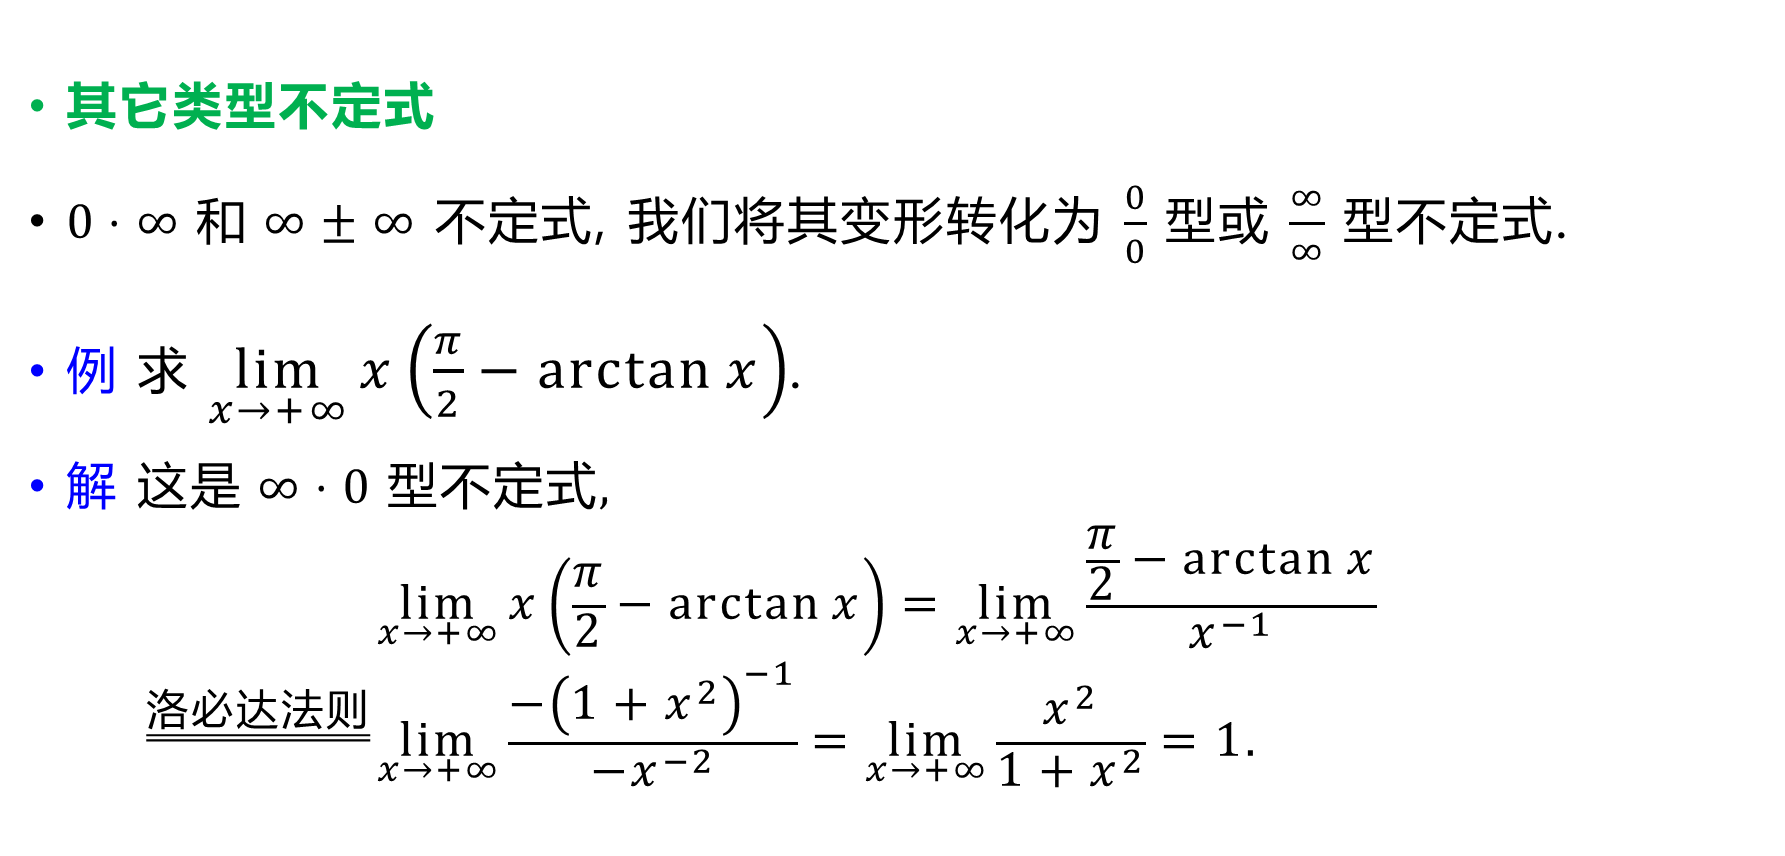 • 其它类型不定式
• 0 · ∞ 和 ∞ ± ∞ 不定式, 我们将其变形转化为 0/0 型或 ∞/∞ 型不定式.
• 例 求 lim_{x→+∞} x (π/2 − arctan x).
• 解 这是 ∞ · 0 型不定式,
lim_{x→+∞} x (π/2 − arctan x) = lim_{x→+∞} (π/2 − arctan x)/(x^{−1})
洛必达法则 lim_{x→+∞} (−(1 + x^2)^{−1})/(−x^{−2}) = lim_{x→+∞} x^2/(1 + x^2) = 1.